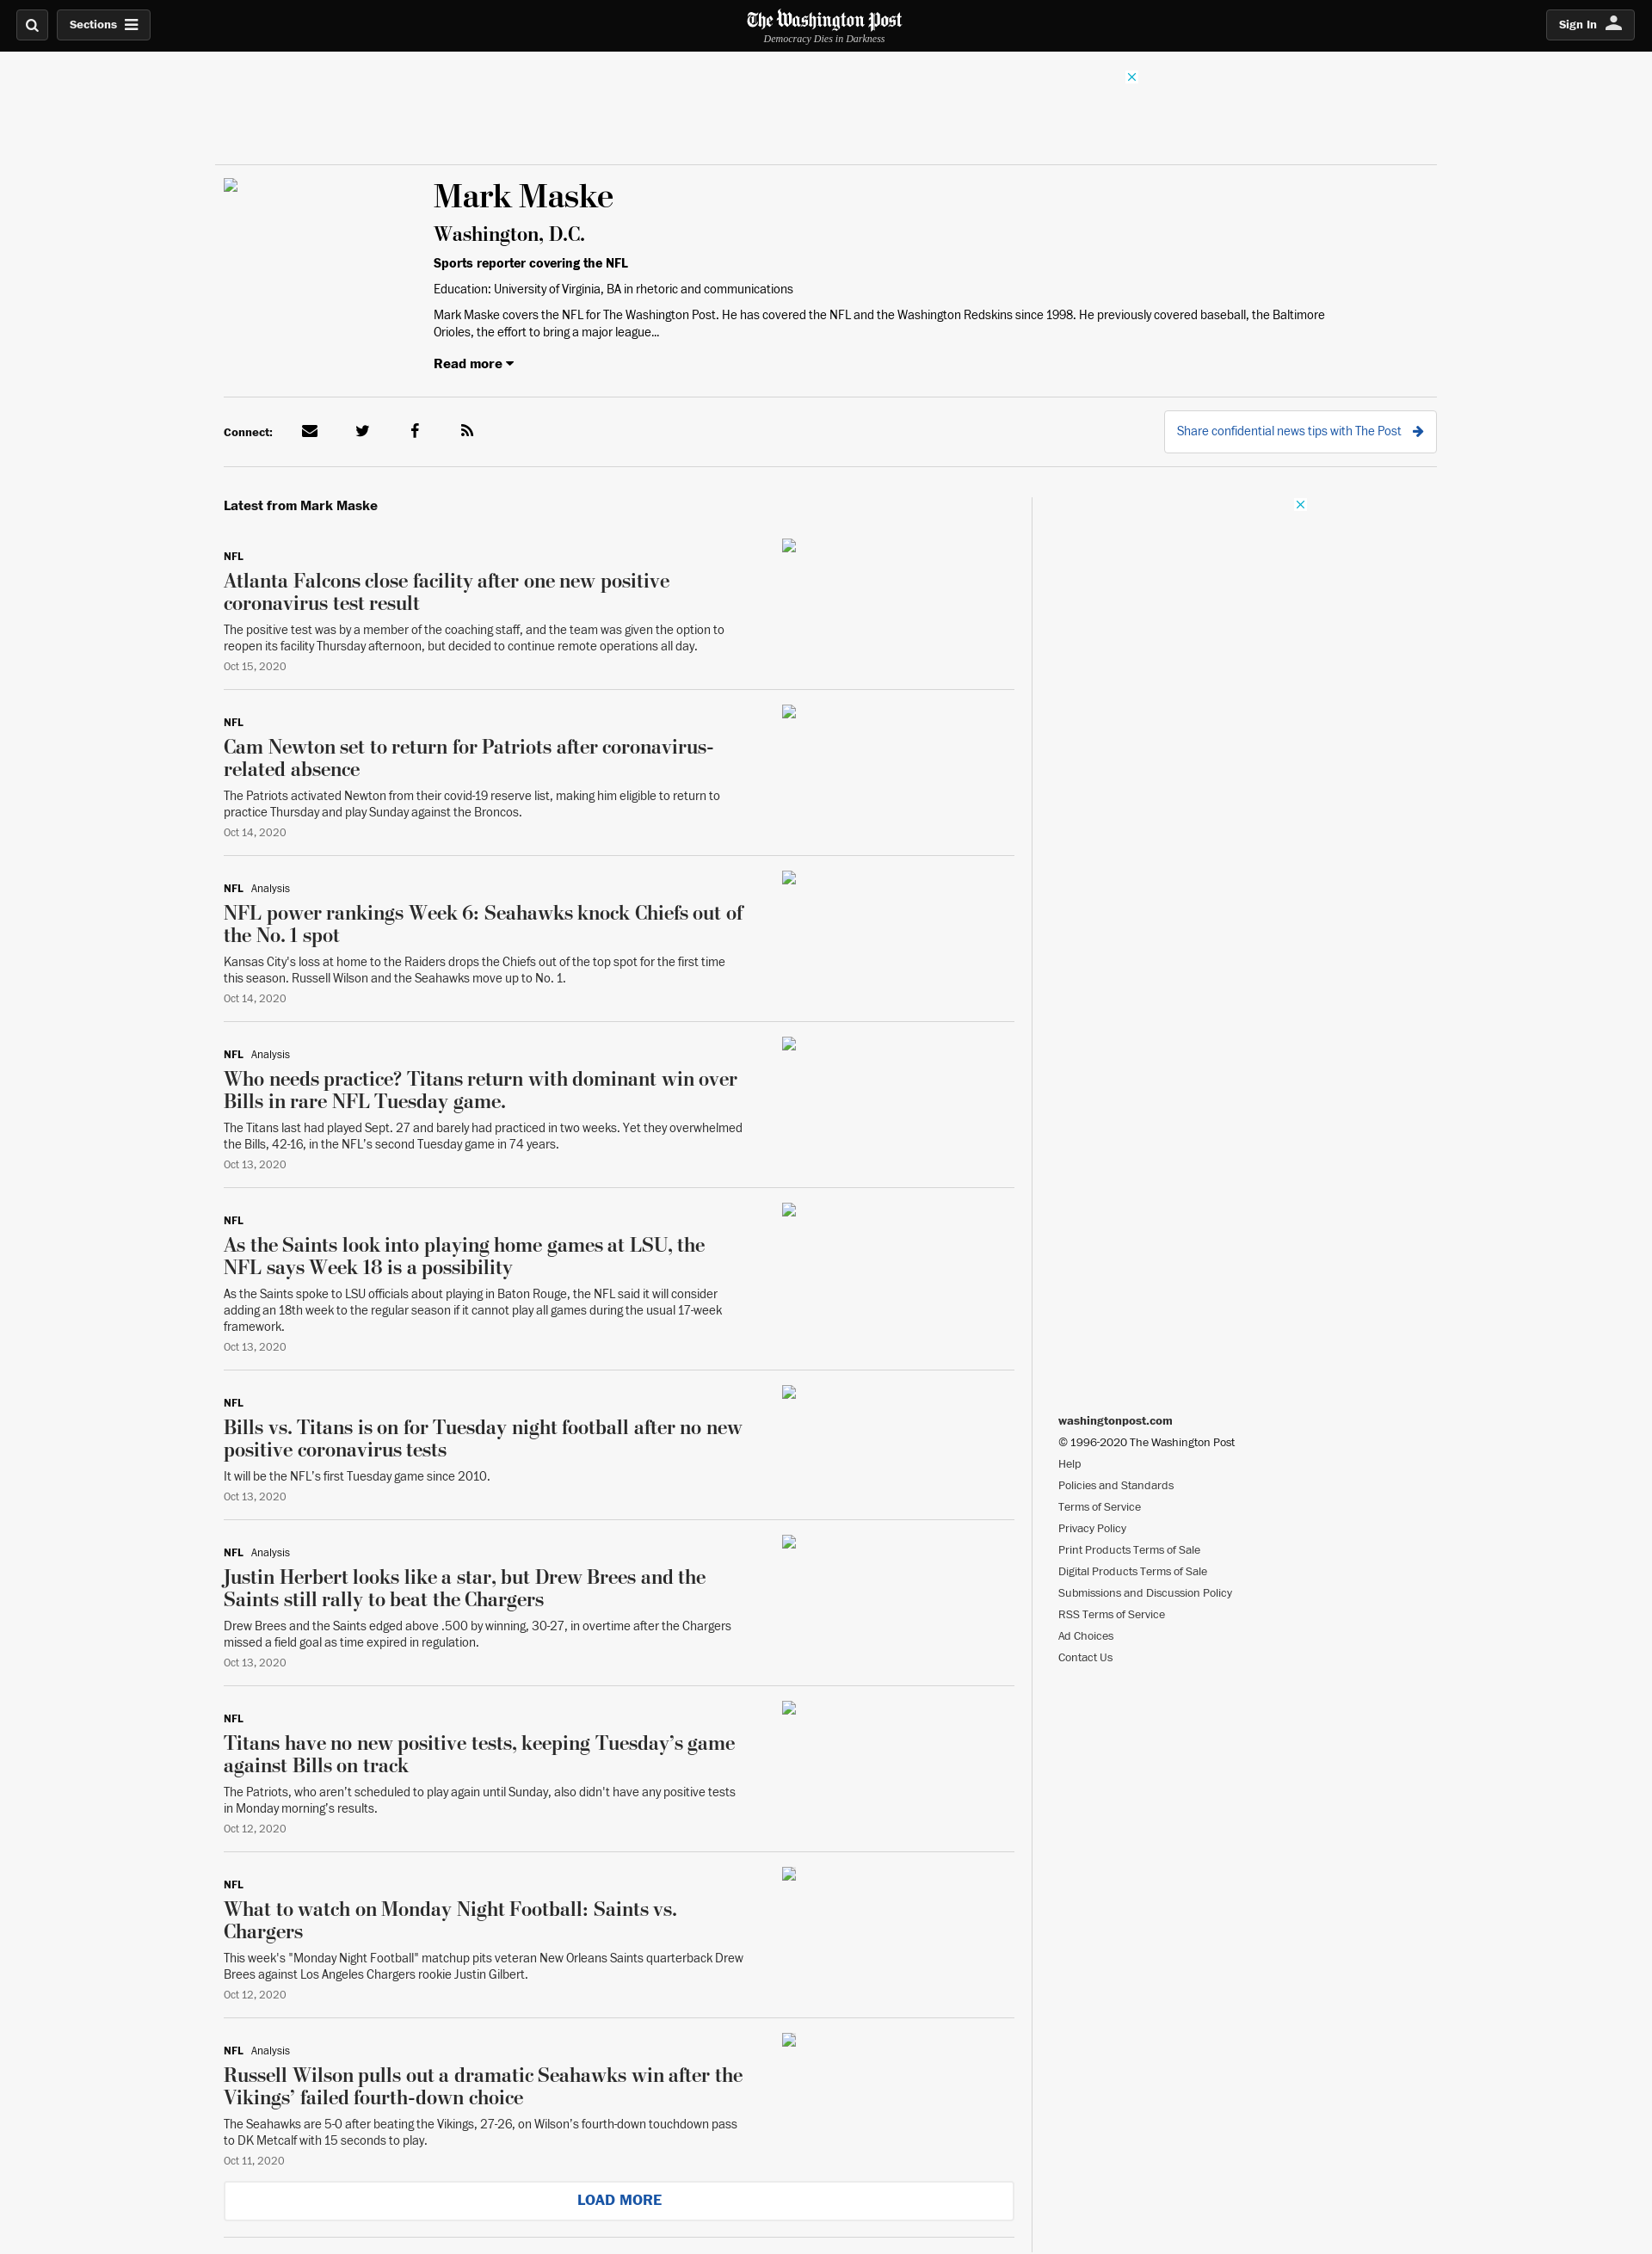 Sections
The Washington Post
Democracy Dies in Darkness
Sign In
Mark Maske
Washington, D.C.
Sports reporter covering the NFL
Education: University of Virginia, BA in rhetoric and communications
Mark Maske covers the NFL for The Washington Post. He has covered the NFL and the Washington Redskins since 1998. He previously covered baseball, the Baltimore
Orioles, the effort to bring a major league...
Read more
Connect:
Share confidential news tips with The Post
Latest from Mark Maske
NFL
Atlanta Falcons close facility after one new positive
coronavirus test result
The positive test was by a member of the coaching staff, and the team was given the option to
reopen its facility Thursday afternoon, but decided to continue remote operations all day.
Oct 15, 2020
NFL
Cam Newton set to return for Patriots after coronavirus-
related absence
The Patriots activated Newton from their covid-19 reserve list, making him eligible to return to
practice Thursday and play Sunday against the Broncos.
Oct 14, 2020
NFL Analysis
NFL power rankings Week 6: Seahawks knock Chiefs out of
the No. 1 spot
Kansas City's loss at home to the Raiders drops the Chiefs out of the top spot for the first time
this season. Russell Wilson and the Seahawks move up to No. 1.
Oct 14, 2020
NFL Analysis
Who needs practice? Titans return with dominant win over
Bills in rare NFL Tuesday game.
The Titans last had played Sept. 27 and barely had practiced in two weeks. Yet they overwhelmed
the Bills, 42-16, in the NFL's second Tuesday game in 74 years.
Oct 13, 2020
NFL
As the Saints look into playing home games at LSU, the
NFL says Week 18 is a possibility
As the Saints spoke to LSU officials about playing in Baton Rouge, the NFL said it will consider
adding an 18th week to the regular season if it cannot play all games during the usual 17-week
framework.
Oct 13, 2020
NFL
Bills vs. Titans is on for Tuesday night football after no new
positive coronavirus tests
It will be the NFL's first Tuesday game since 2010.
Oct 13, 2020
NFL Analysis
Justin Herbert looks like a star, but Drew Brees and the
Saints still rally to beat the Chargers
Drew Brees and the Saints edged above .500 by winning, 30-27, in overtime after the Chargers
missed a field goal as time expired in regulation.
Oct 13, 2020
NFL
Titans have no new positive tests, keeping Tuesday’s game
against Bills on track
The Patriots, who aren't scheduled to play again until Sunday, also didn't have any positive tests
in Monday morning's results.
Oct 12, 2020
NFL
What to watch on Monday Night Football: Saints vs.
Chargers
This week's "Monday Night Football" matchup pits veteran New Orleans Saints quarterback Drew
Brees against Los Angeles Chargers rookie Justin Gilbert.
Oct 12, 2020
NFL Analysis
Russell Wilson pulls out a dramatic Seahawks win after the
Vikings’ failed fourth-down choice
The Seahawks are 5-0 after beating the Vikings, 27-26, on Wilson's fourth-down touchdown pass
to DK Metcalf with 15 seconds to play.
Oct 11, 2020
LOAD MORE
washingtonpost.com
© 1996-2020 The Washington Post
Help
Policies and Standards
Terms of Service
Privacy Policy
Print Products Terms of Sale
Digital Products Terms of Sale
Submissions and Discussion Policy
RSS Terms of Service
Ad Choices
Contact Us